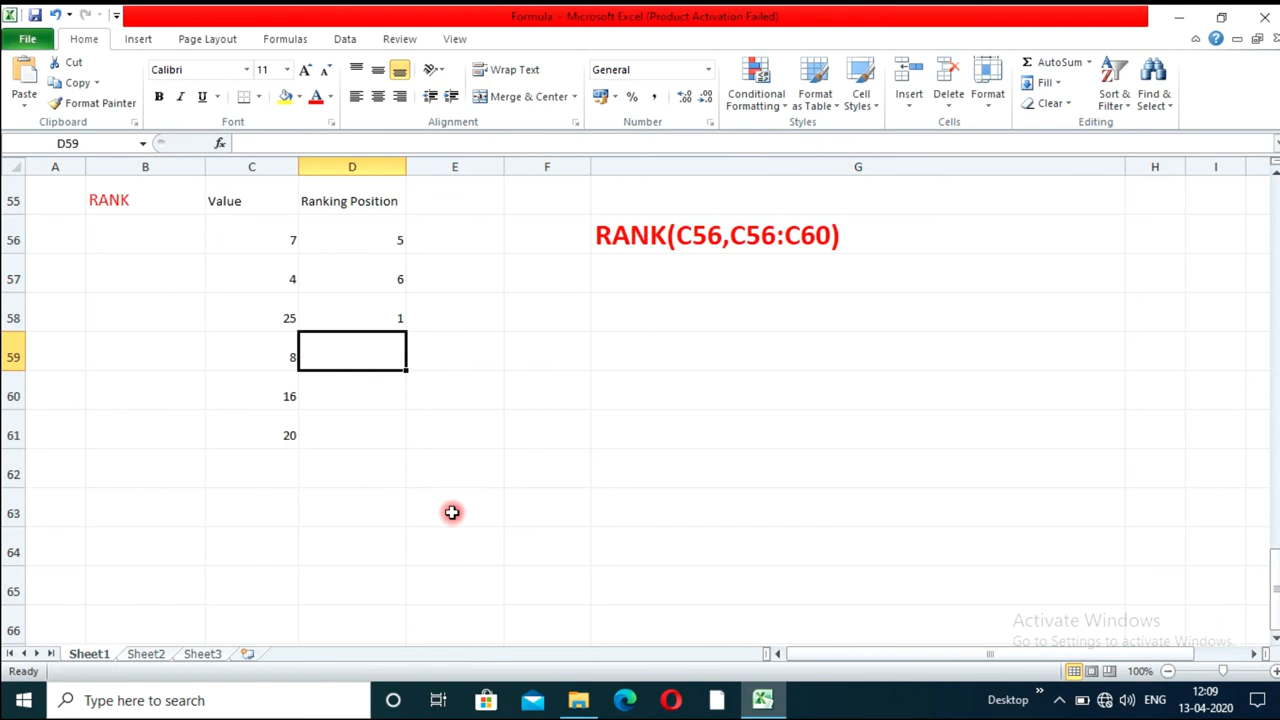 Formula - Microsoft Excel (Product Activation Failed)
File Home Insert Page Layout Formulas Data Review View
Paste
Cut
Copy
Format Painter
Clipboard
Calibri 11
B I U
Font
Wrap Text
Merge & Center
Alignment
General
% ,
Number
Conditional Formatting
Format as Table
Cell Styles
Styles
Insert Delete Format
Cells
AutoSum
Fill
Clear
Sort & Filter
Find & Select
Editing
D59 fx
A B C D E F G H I
55 RANK Value Ranking Position
56 7 5 RANK(C56,C56:C60)
57 4 6
58 25 1
59 8
60 16
61 20
62
63
64
65
66
Activate Windows
Go to Settings to activate Windows.
Sheet1 Sheet2 Sheet3
Ready 100%
Type here to search
Desktop ENG 12:09
13-04-2020